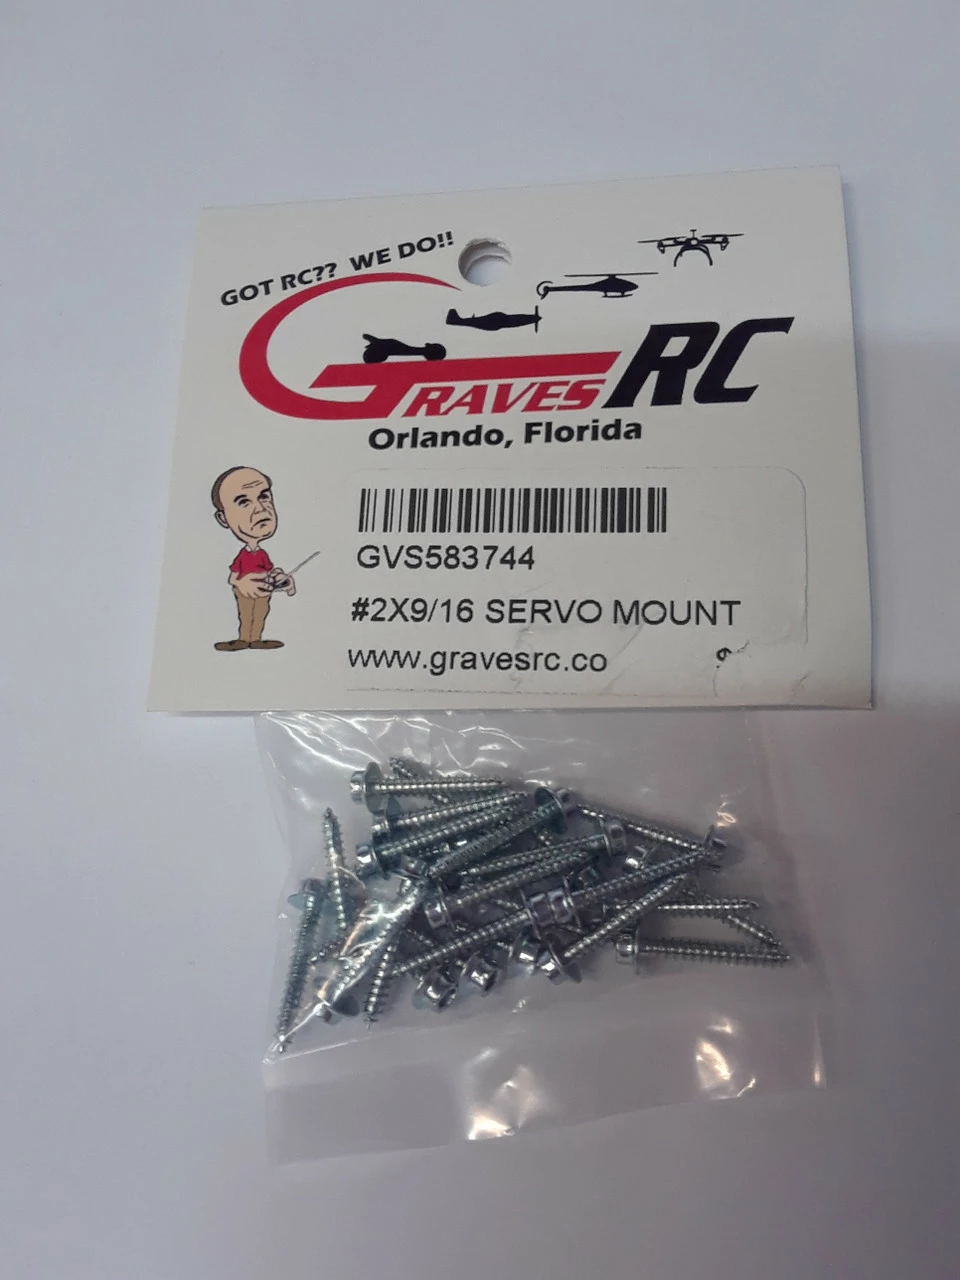 GOT RC?? WE DO!!
GRAVES RC
Orlando, Florida
GVS583744
#2X9/16 SERVO MOUNT
www.gravesrc.co